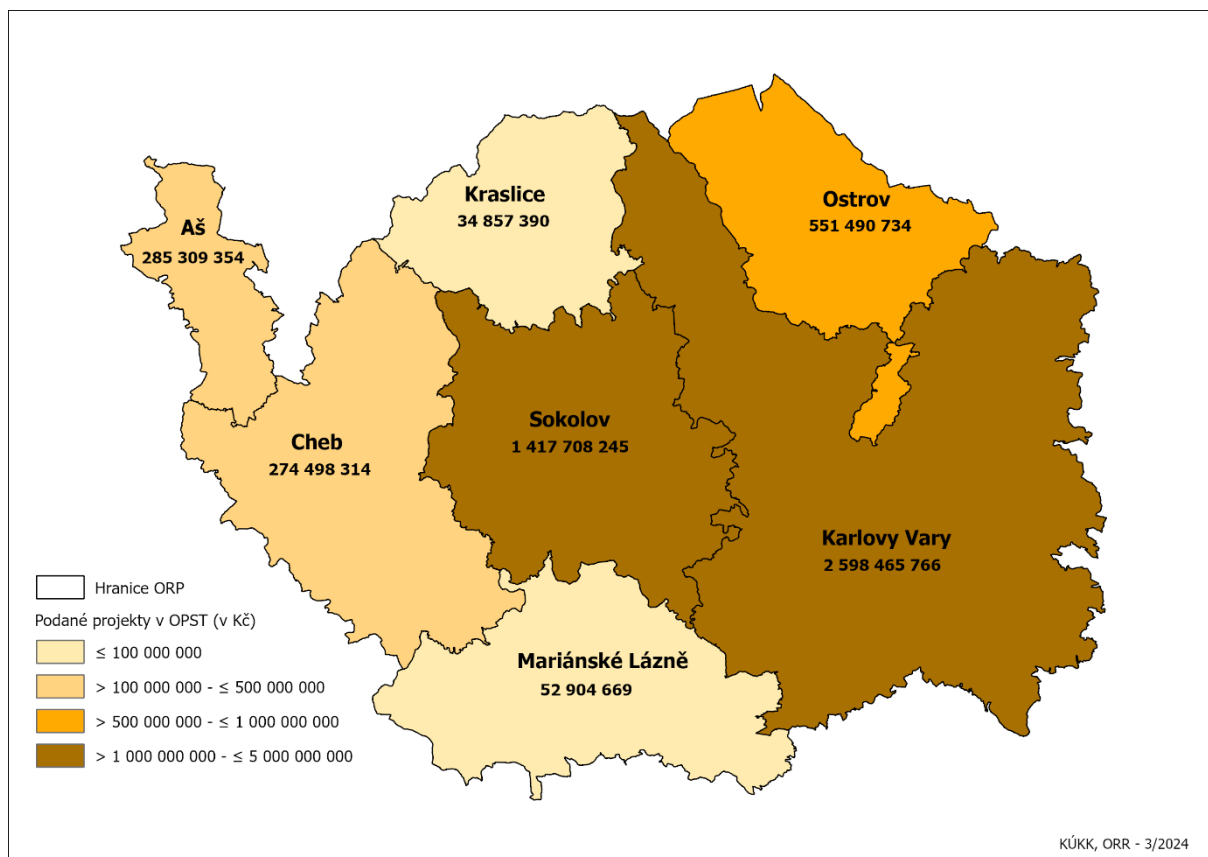 Kraslice
34 857 390
Ostrov
551 490 734
Aš
285 309 354
Sokolov
1 417 708 245
Cheb
274 498 314
Karlovy Vary
2 598 465 766
Mariánské Lázně
52 904 669
Hranice ORP
Podané projekty v OPST (v Kč)
≤ 100 000 000
> 100 000 000 - ≤ 500 000 000
> 500 000 000 - ≤ 1 000 000 000
> 1 000 000 000 - ≤ 5 000 000 000
KÚKK, ORR - 3/2024